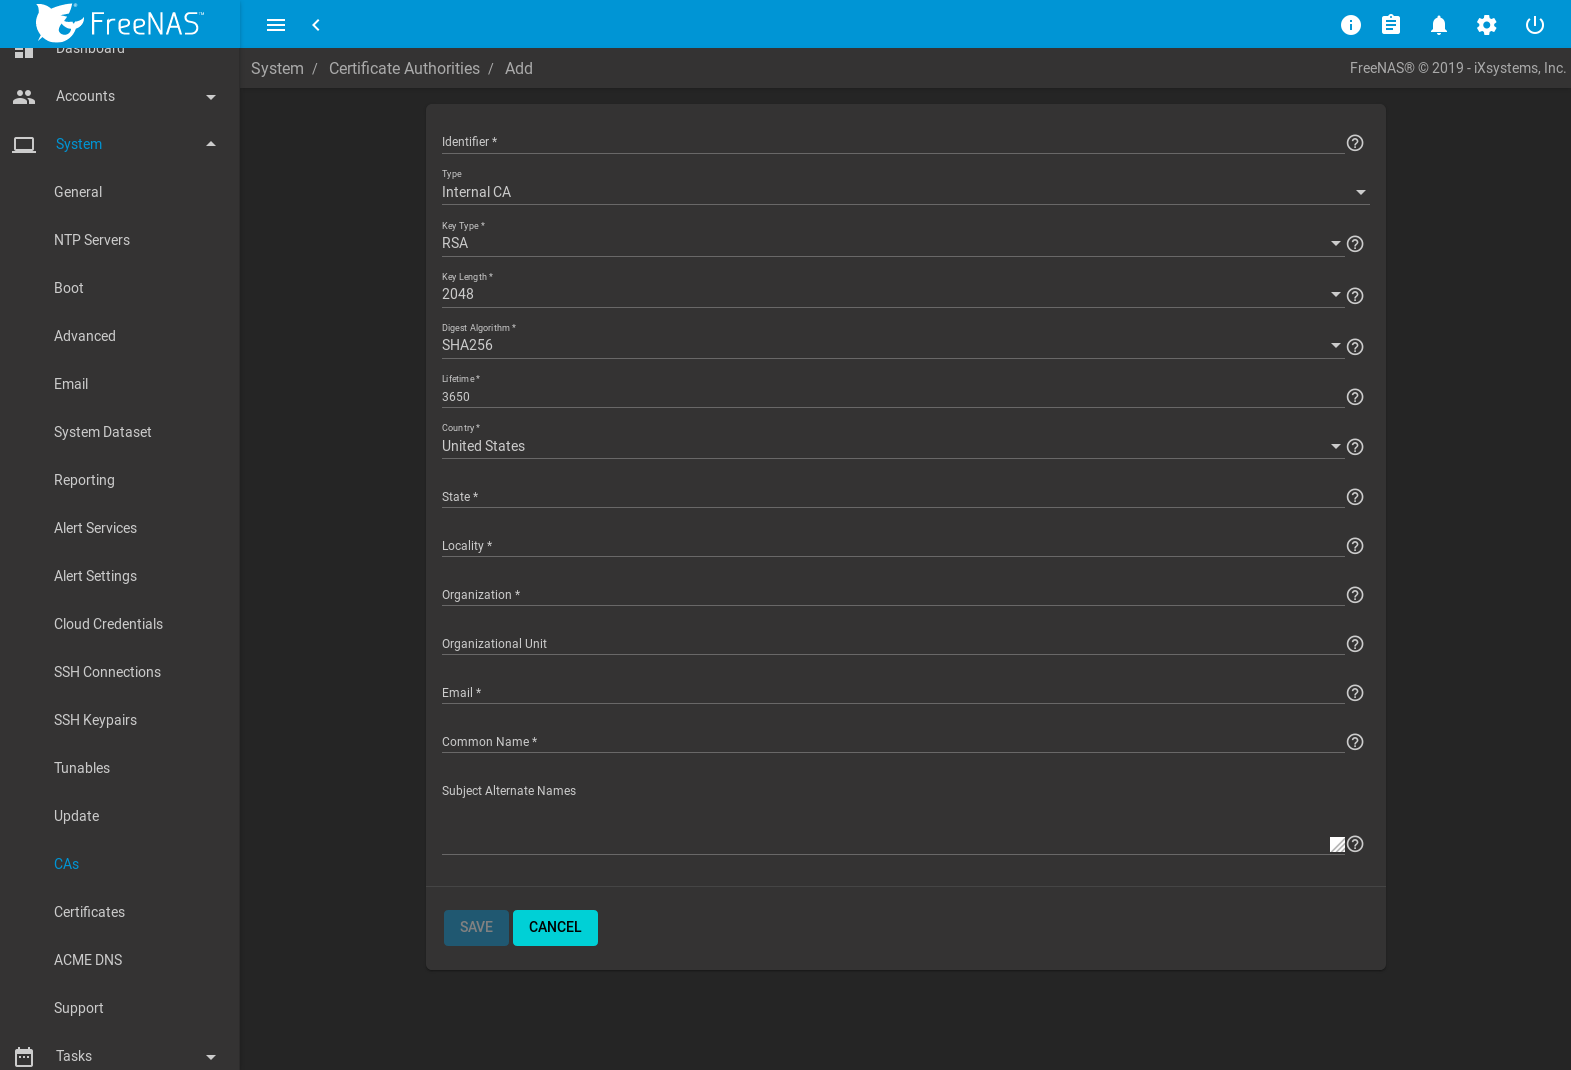 FreeNAS™
System / Certificate Authorities / Add
FreeNAS® © 2019 - iXsystems, Inc.
Dashboard
Accounts
System
General
NTP Servers
Boot
Advanced
Email
System Dataset
Reporting
Alert Services
Alert Settings
Cloud Credentials
SSH Connections
SSH Keypairs
Tunables
Update
CAs
Certificates
ACME DNS
Support
Tasks
Identifier *
Type
Internal CA
Key Type *
RSA
Key Length *
2048
Digest Algorithm *
SHA256
Lifetime *
3650
Country *
United States
State *
Locality *
Organization *
Organizational Unit
Email *
Common Name *
Subject Alternate Names
SAVE CANCEL